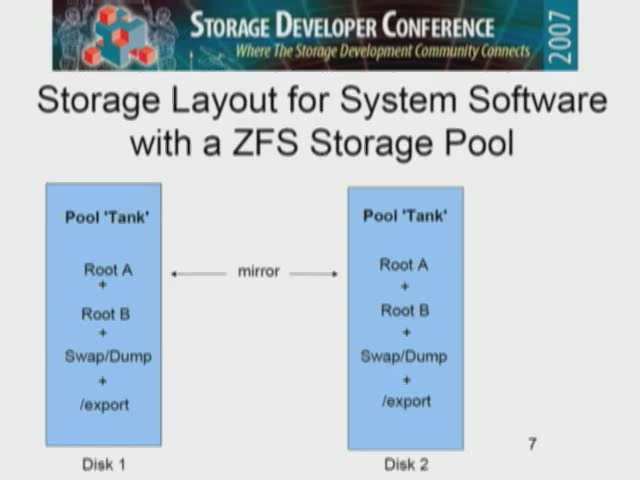 STORAGE DEVELOPER CONFERENCE
Where The Storage Development Community Connects
2007
Storage Layout for System Software
with a ZFS Storage Pool
Pool 'Tank'
Root A
+
Root B
+
Swap/Dump
+
/export
Disk 1
mirror
Pool 'Tank'
Root A
+
Root B
+
Swap/Dump
+
/export
Disk 2
7